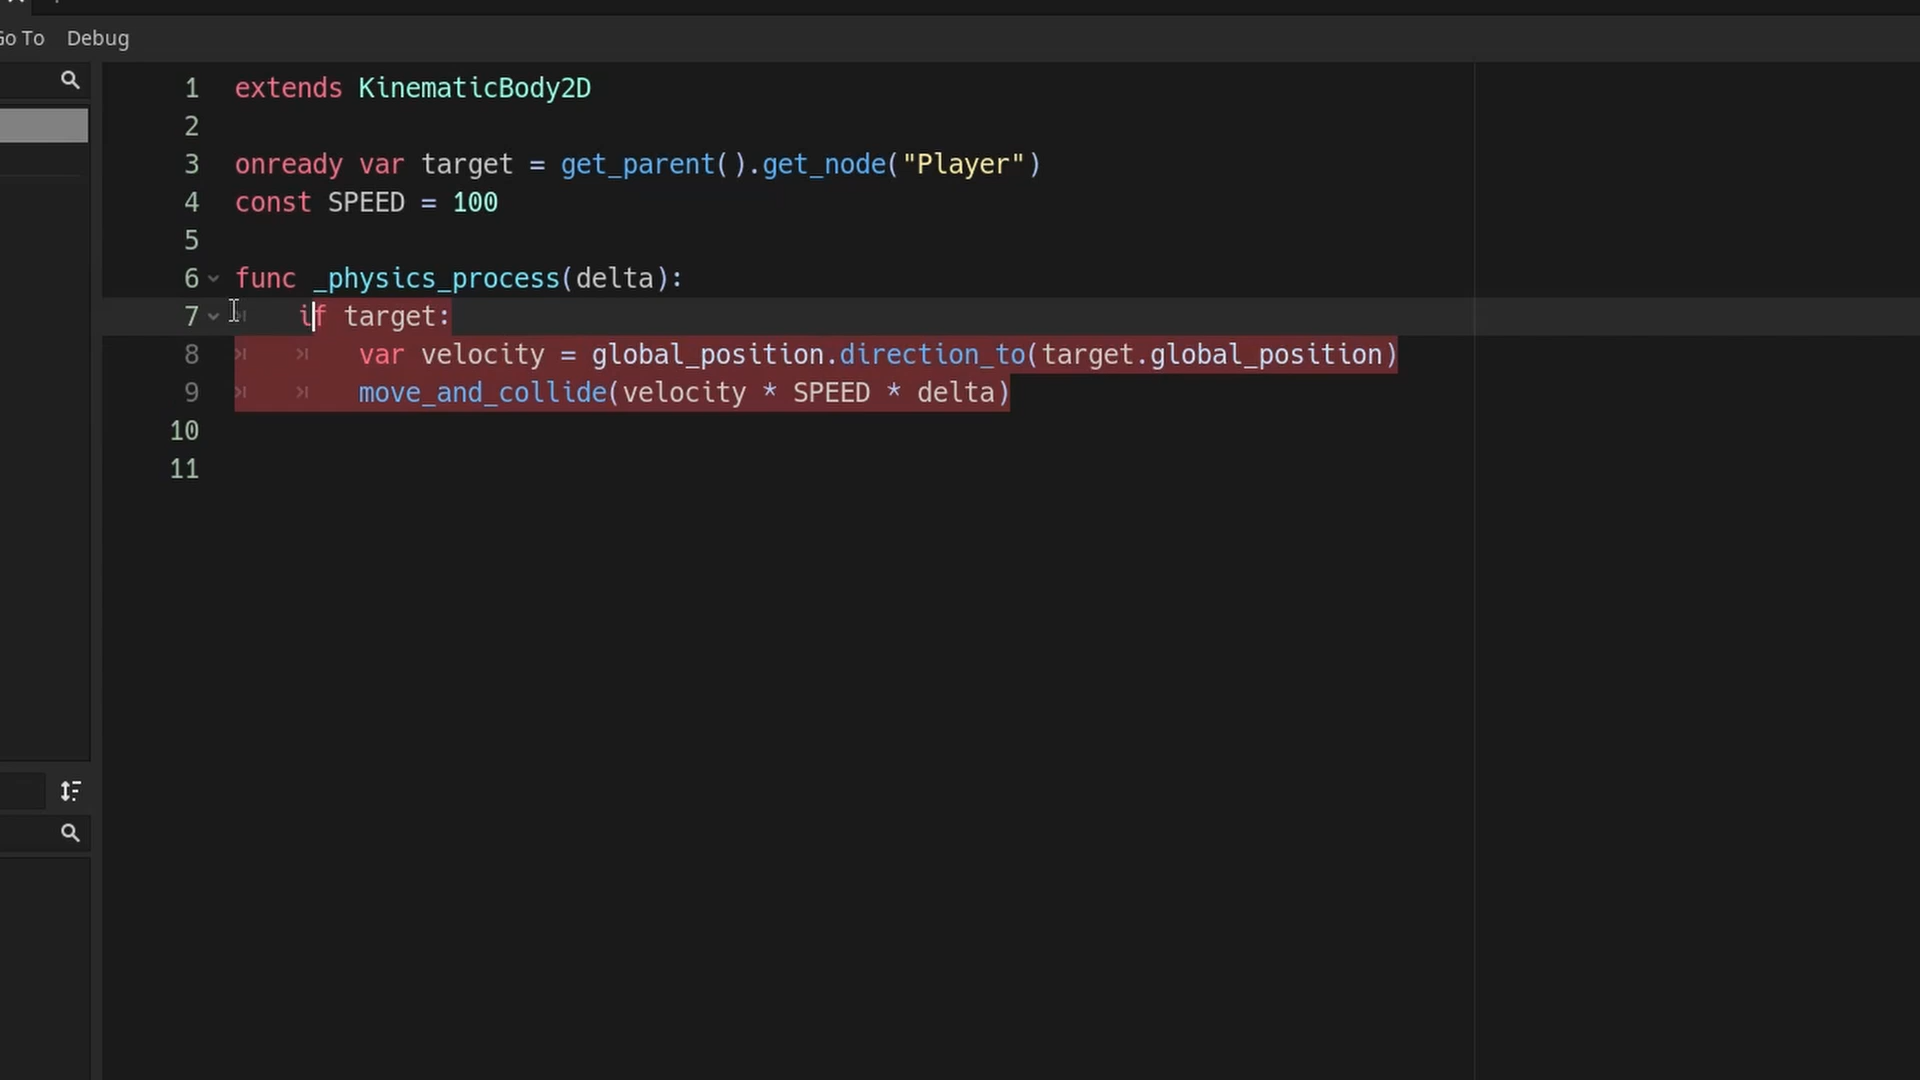 Go To Debug
1 extends KinematicBody2D
2
3 onready var target = get_parent().get_node("Player")
4 const SPEED = 100
5
6 func _physics_process(delta):
7 if target:
8 var velocity = global_position.direction_to(target.global_position)
9 move_and_collide(velocity * SPEED * delta)
10
11